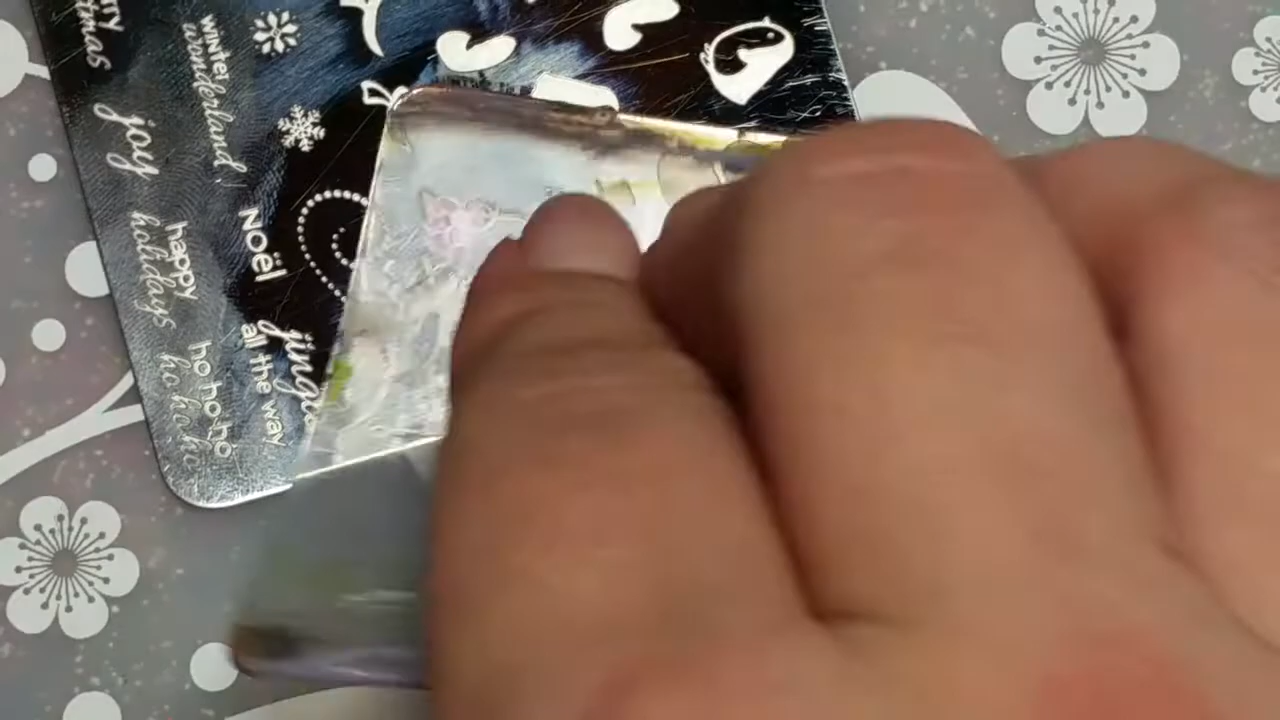 joy
winter
wonderland!
Noël
happy
holidays
all the way
ho ho ho
ho ho ho